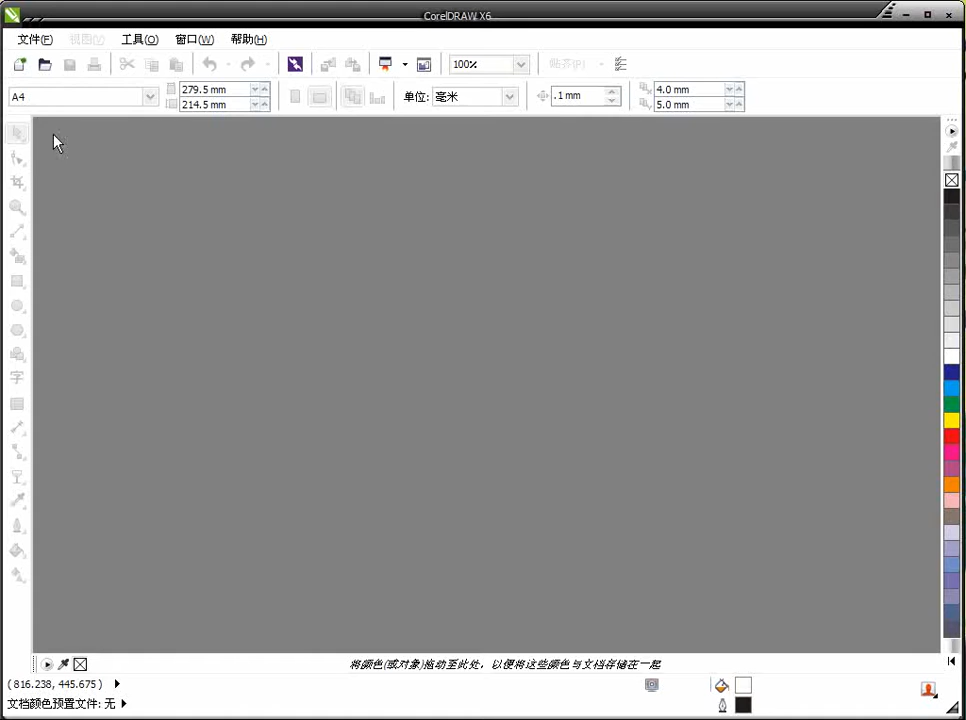 CorelDRAW X6
文件(F) 视图(V) 工具(O) 窗口(W) 帮助(H)
100% 贴齐(P)
A4 279.5 mm 214.5 mm 单位: 毫米 .1 mm 4.0 mm 5.0 mm
字
将颜色(或对象)拖动至此处, 以便将这些颜色与文档存储在一起
(816.238, 445.675)
文档颜色预置文件: 无